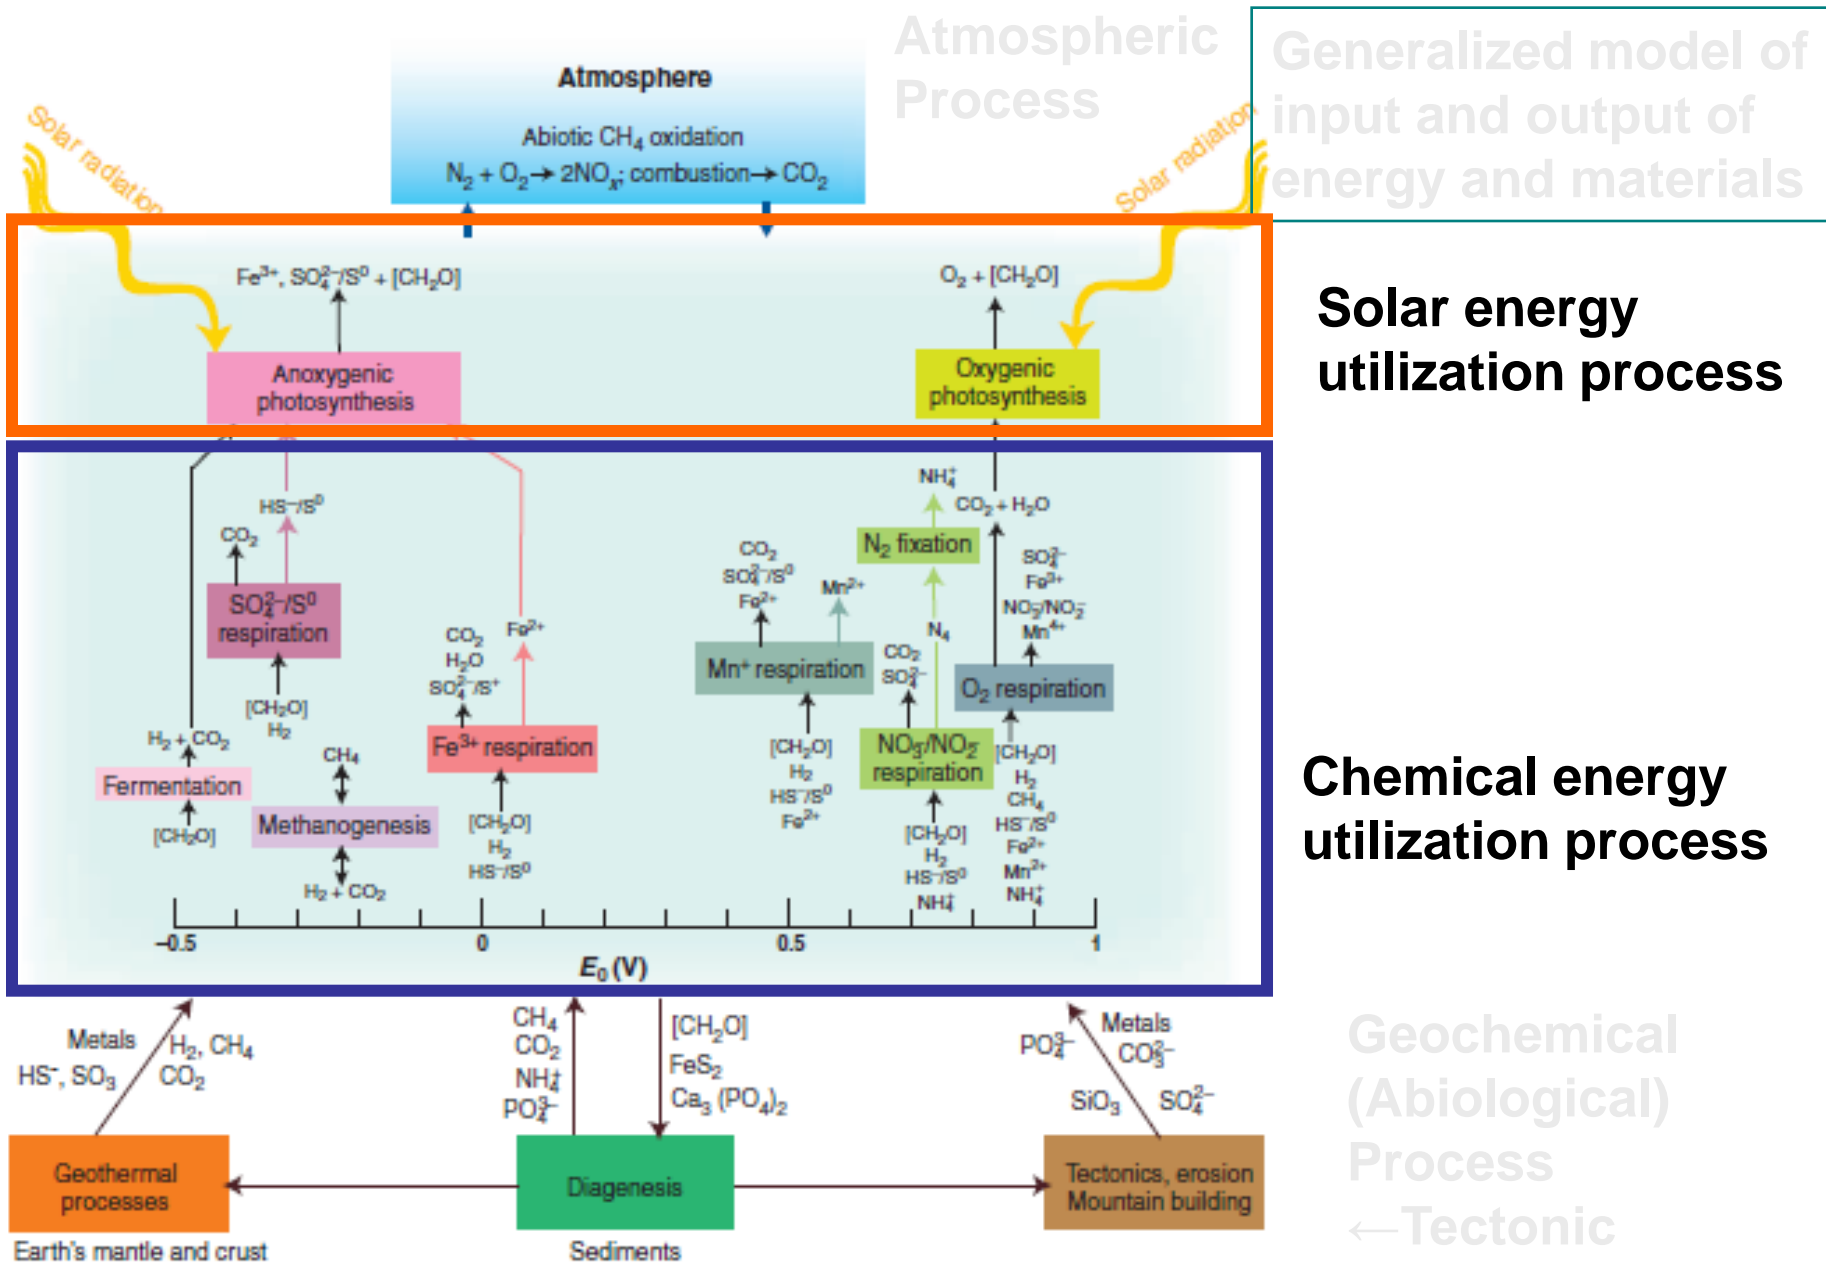 Atmospheric
Process
Generalized model of
input and output of
energy and materials
Atmosphere
Abiotic CH₄ oxidation
N₂ + O₂ → 2NOₓ; combustion → CO₂
Solar radiation
Solar radiation
Fe³⁺, SO₄²⁻/S⁰ + [CH₂O]
O₂ + [CH₂O]
Anoxygenic
photosynthesis
Oxygenic
photosynthesis
Solar energy
utilization process
HS⁻/S⁰
CO₂
SO₄²⁻/S⁰
respiration
[CH₂O]
H₂
H₂ + CO₂
Fermentation
[CH₂O]
CH₄
Methanogenesis
H₂ + CO₂
CO₂
H₂O
SO₄²⁻/S⁺
Fe²⁺
Fe³⁺ respiration
[CH₂O]
H₂
HS⁻/S⁰
CO₂
SO₄²⁻/S⁰
Fe²⁺
Mn²⁺
Mn⁺ respiration
[CH₂O]
H₂
HS⁻/S⁰
Fe²⁺
NH₄⁺
N₂ fixation
N₄
CO₂
SO₄²⁻
NO₃⁻/NO₂⁻
respiration
[CH₂O]
H₂
HS⁻/S⁰
NH₄⁺
CO₂ + H₂O
SO₄²⁻
Fe³⁺
NO₃⁻/NO₂⁻
Mn⁴⁺
O₂ respiration
[CH₂O]
H₂
CH₄
HS⁻/S⁰
Fe²⁺
Mn²⁺
NH₄⁺
Chemical energy
utilization process
–0.5 0 0.5 1
E₀ (V)
Metals
HS⁻, SO₃
H₂, CH₄
CO₂
CH₄
CO₂
NH₄⁺
PO₄³⁻
[CH₂O]
FeS₂
Ca₃ (PO₄)₂
PO₄³⁻
SiO₃
Metals
CO₃²⁻
SO₄²⁻
Geothermal
processes
Diagenesis
Tectonics, erosion
Mountain building
Earth's mantle and crust
Sediments
Geochemical
(Abiological)
Process
←Tectonic